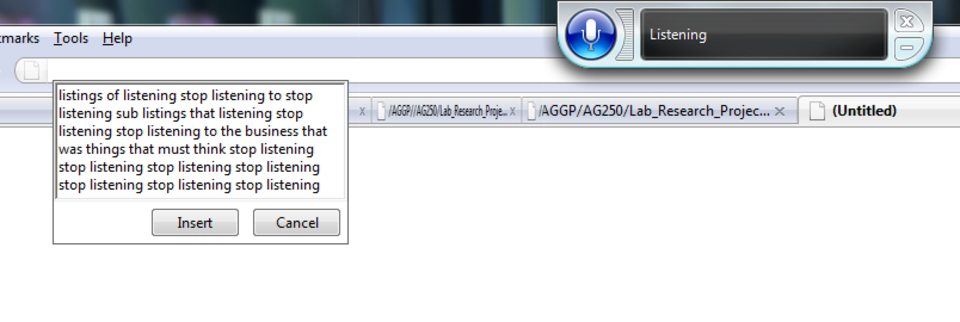 Listening
Tools Help
listings of listening stop listening to stop
listening sub listings that listening stop
listening stop listening to the business that
was things that must think stop listening
stop listening stop listening stop listening
stop listening stop listening stop listening
Insert Cancel
/AGGP//AG250/Lab_Research_Proje... x
/AGGP/AG250/Lab_Research_Projec... ×
(Untitled)